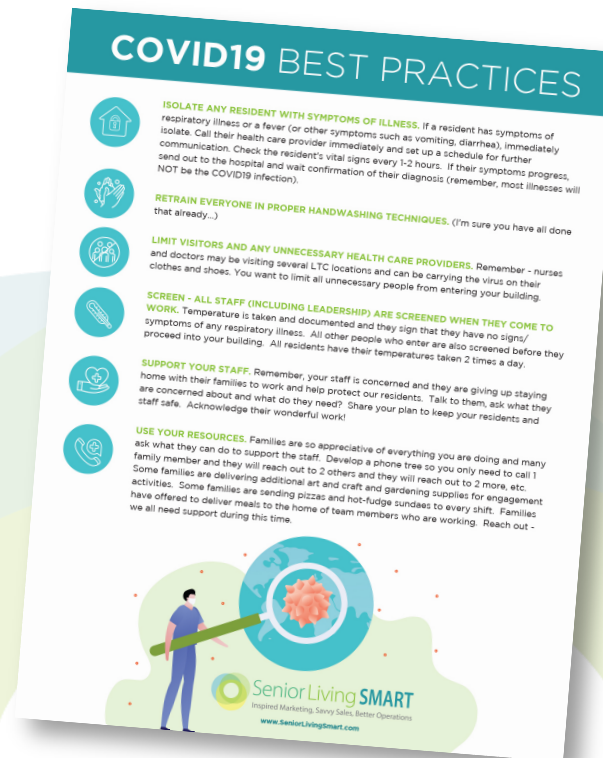 COVID19 BEST PRACTICES
ISOLATE ANY RESIDENT WITH SYMPTOMS OF ILLNESS. If a resident has symptoms of
respiratory illness or a fever (or other symptoms such as vomiting, diarrhea), immediately
isolate. Call their health care provider immediately and set up a schedule for further
communication. Check the resident's vital signs every 1-2 hours. If their symptoms progress,
send out to the hospital and wait confirmation of their diagnosis (remember, most illnesses will
NOT be the COVID19 infection).
RETRAIN EVERYONE IN PROPER HANDWASHING TECHNIQUES. (I'm sure you have all done
that already...)
LIMIT VISITORS AND ANY UNNECESSARY HEALTH CARE PROVIDERS. Remember - nurses
and doctors may be visiting several LTC locations and can be carrying the virus on their
clothes and shoes. You want to limit all unnecessary people from entering your building.
SCREEN - ALL STAFF (INCLUDING LEADERSHIP) ARE SCREENED WHEN THEY COME TO
WORK. Temperature is taken and documented and they sign that they have no signs/
symptoms of any respiratory illness. All other people who enter are also screened before they
proceed into your building. All residents have their temperatures taken 2 times a day.
SUPPORT YOUR STAFF. Remember, your staff is concerned and they are giving up staying
home with their families to work and help protect our residents. Talk to them, ask what they
are concerned about and what do they need? Share your plan to keep your residents and
staff safe. Acknowledge their wonderful work!
USE YOUR RESOURCES. Families are so appreciative of everything you are doing and many
ask what they can do to support the staff. Develop a phone tree so you only need to call 1
family member and they will reach out to 2 others and they will reach out to 2 more, etc.
Some families are delivering additional art and craft and gardening supplies for engagement
activities. Some families are sending pizzas and hot-fudge sundaes to every shift. Families
have offered to deliver meals to the home of team members who are working. Reach out -
we all need support during this time.
Senior Living SMART
Inspired Marketing, Savvy Sales, Better Operations
www.SeniorLivingSmart.com